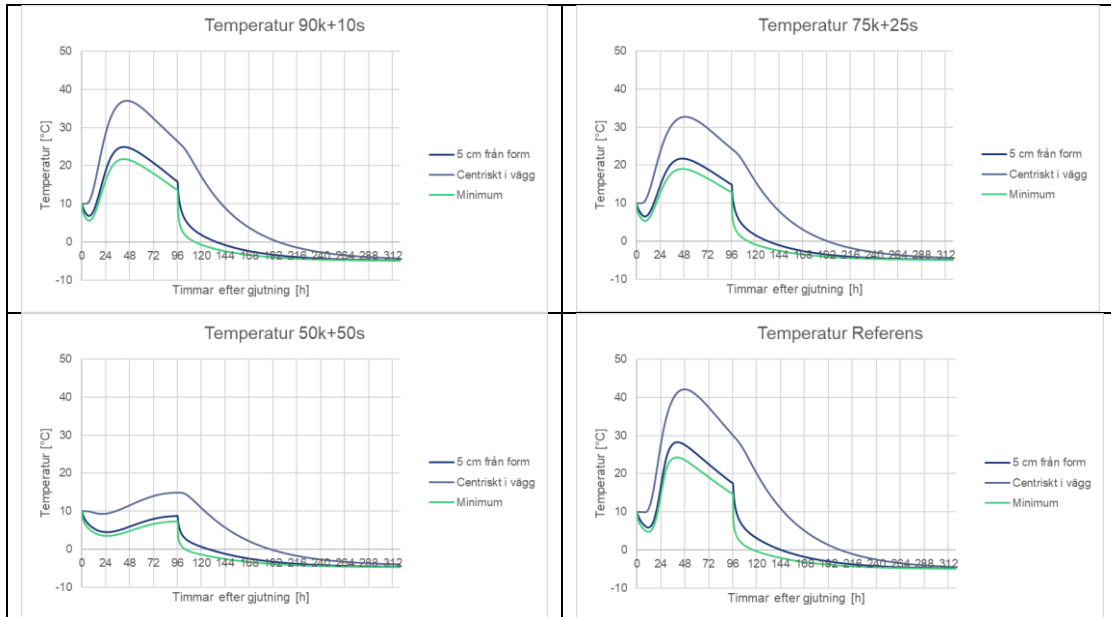 Temperatur 90k+10s
50
40
30
20
10
0
-10
Temperatur [°C]
0 24 48 72 96 120 144 168 192 216 240 264 288 312
Timmar efter gjutning [h]
5 cm från form
Centriskt i vägg
Minimum
Temperatur 75k+25s
50
40
30
20
10
0
-10
Temperatur [°C]
0 24 48 72 96 120 144 168 192 216 240 264 288 312
Timmar efter gjutning [h]
5 cm från form
Centriskt i vägg
Minimum
Temperatur 50k+50s
50
40
30
20
10
0
-10
Temperatur [°C]
0 24 48 72 96 120 144 168 192 216 240 264 288 312
Timmar efter gjutning [h]
5 cm från form
Centriskt i vägg
Minimum
Temperatur Referens
50
40
30
20
10
0
-10
Temperatur [°C]
0 24 48 72 96 120 144 168 192 216 240 264 288 312
Timmar efter gjutning [h]
5 cm från form
Centriskt i vägg
Minimum